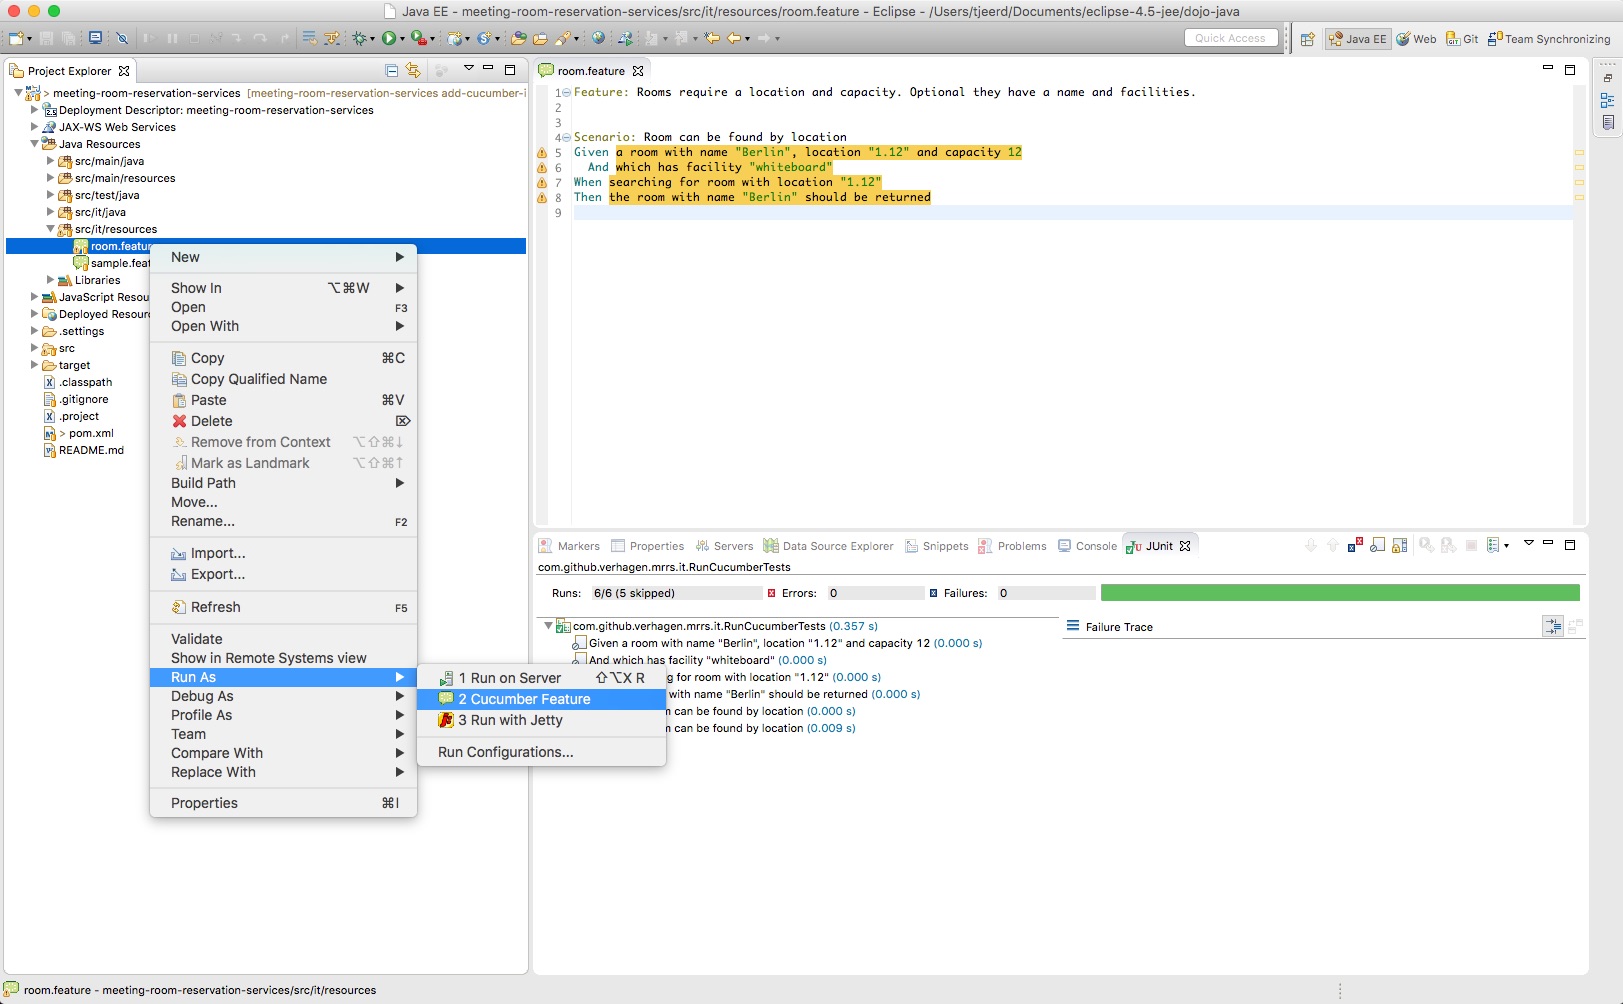 Java EE - meeting-room-reservation-services/src/it/resources/room.feature - Eclipse - /Users/tjeerd/Documents/eclipse-4.5-jee/dojo-java
Quick Access
Java EE
Web
Git
Team Synchronizing
Project Explorer
> meeting-room-reservation-services [meeting-room-reservation-services add-cucumber-i
Deployment Descriptor: meeting-room-reservation-services
JAX-WS Web Services
Java Resources
src/main/java
src/main/resources
src/test/java
src/it/java
src/it/resources
room.featur
sample.feat
Libraries
JavaScript Resou
Deployed Resour
.settings
src
target
.classpath
.gitignore
.project
> pom.xml
README.md
New
Show In ⌥⌘W
Open F3
Open With
Copy ⌘C
Copy Qualified Name
Paste ⌘V
Delete ⌦
Remove from Context ⌥⇧⌘↓
Mark as Landmark ⌥⇧⌘↑
Build Path
Move...
Rename... F2
Import...
Export...
Refresh F5
Validate
Show in Remote Systems view
Run As
Debug As
Profile As
Team
Compare With
Replace With
Properties ⌘I
1 Run on Server ⇧⌥X R
2 Cucumber Feature
3 Run with Jetty
Run Configurations...
room.feature
1 Feature: Rooms require a location and capacity. Optional they have a name and facilities.
2
3
4 Scenario: Room can be found by location
5 Given a room with name "Berlin", location "1.12" and capacity 12
6 And which has facility "whiteboard"
7 When searching for room with location "1.12"
8 Then the room with name "Berlin" should be returned
9
Markers
Properties
Servers
Data Source Explorer
Snippets
Problems
Console
JUnit
com.github.verhagen.mrrs.it.RunCucumberTests
Runs: 6/6 (5 skipped) Errors: 0 Failures: 0
com.github.verhagen.mrrs.it.RunCucumberTests (0.357 s)
Given a room with name "Berlin", location "1.12" and capacity 12 (0.000 s)
And which has facility "whiteboard" (0.000 s)
g for room with location "1.12" (0.000 s)
with name "Berlin" should be returned (0.000 s)
m can be found by location (0.000 s)
m can be found by location (0.009 s)
Failure Trace
room.feature - meeting-room-reservation-services/src/it/resources